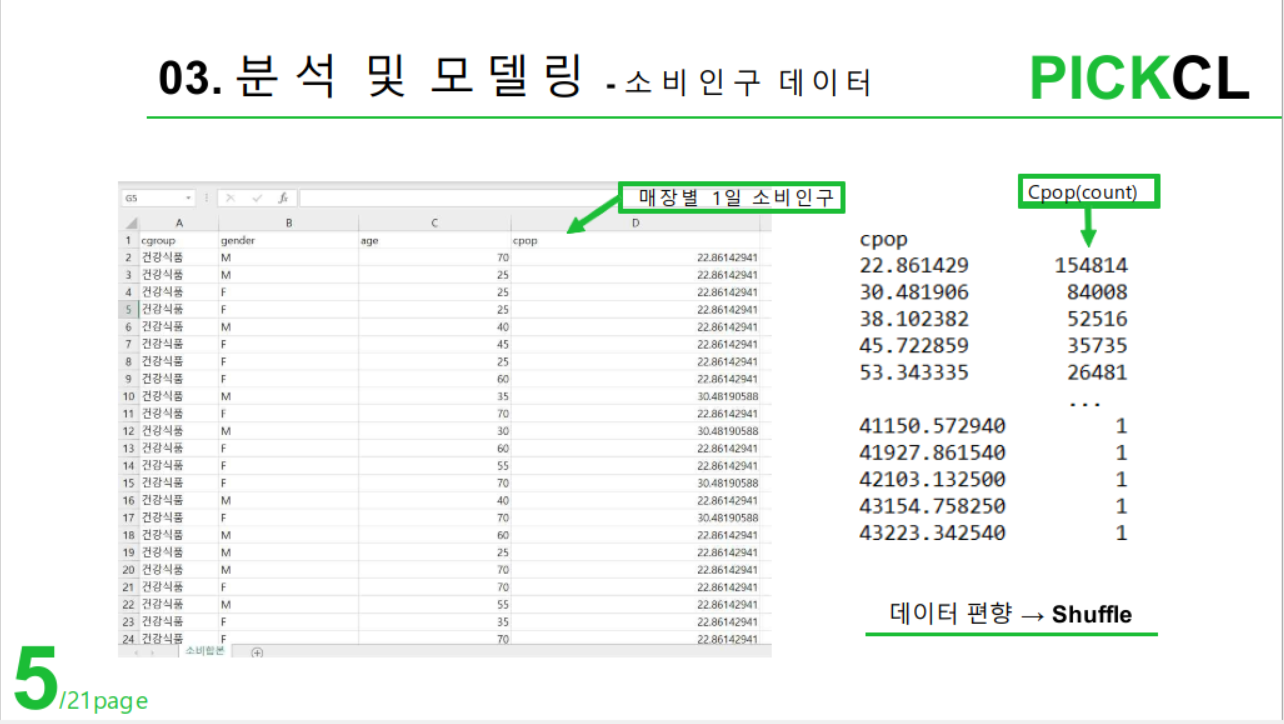 03. 분석 및 모델링 - 소비인구 데이터
PICKCL
매장별 1일 소비인구
G5
A B C D
1 cgroup gender age cpop
2 건강식품 M 70 22.86142941
3 건강식품 M 25 22.86142941
4 건강식품 F 25 22.86142941
5 건강식품 F 25 22.86142941
6 건강식품 M 40 22.86142941
7 건강식품 F 45 22.86142941
8 건강식품 F 25 22.86142941
9 건강식품 F 60 22.86142941
10 건강식품 M 35 30.48190588
11 건강식품 F 70 22.86142941
12 건강식품 M 30 30.48190588
13 건강식품 F 60 22.86142941
14 건강식품 F 55 22.86142941
15 건강식품 F 70 30.48190588
16 건강식품 M 40 22.86142941
17 건강식품 F 70 30.48190588
18 건강식품 M 60 22.86142941
19 건강식품 M 25 22.86142941
20 건강식품 M 70 22.86142941
21 건강식품 F 70 22.86142941
22 건강식품 M 55 22.86142941
23 건강식품 F 35 22.86142941
24 건강식품 F 70 22.86142941
소비합본
Cpop(count)
cpop
22.861429 154814
30.481906 84008
38.102382 52516
45.722859 35735
53.343335 26481
...
41150.572940 1
41927.861540 1
42103.132500 1
43154.758250 1
43223.342540 1
데이터 편향 → Shuffle
5/21page